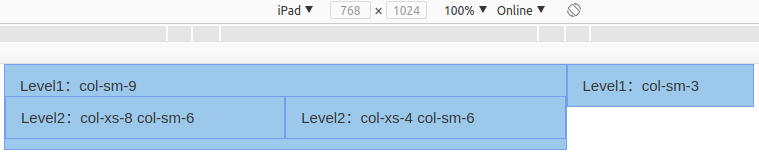 iPad ▼ 768 × 1024 100% ▼ Online ▼
Level1：col-sm-9 Level1：col-sm-3
Level2：col-xs-8 col-sm-6 Level2：col-xs-4 col-sm-6